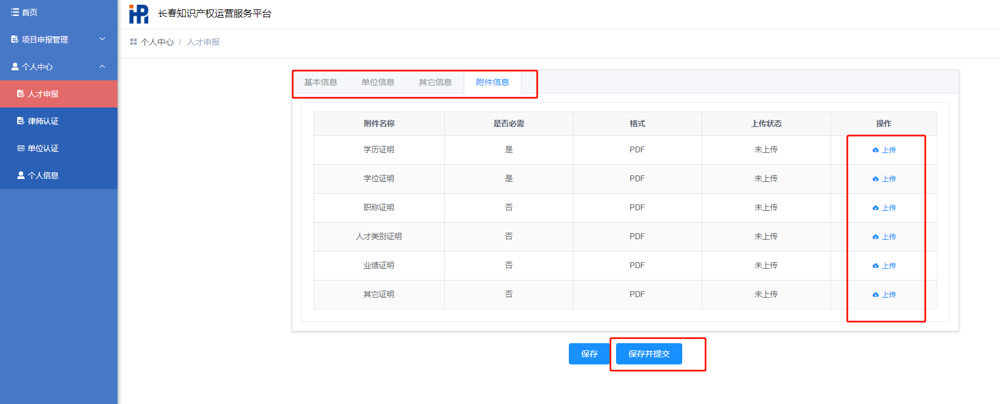 首页
项目申报管理
个人中心
人才申报
律师认证
单位认证
个人信息
长春知识产权运营服务平台
个人中心 / 人才申报
基本信息 单位信息 其它信息 附件信息
附件名称 是否必需 格式 上传状态 操作
学历证明 是 PDF 未上传 上传
学位证明 是 PDF 未上传 上传
职称证明 否 PDF 未上传 上传
人才类别证明 否 PDF 未上传 上传
业绩证明 否 PDF 未上传 上传
其它证明 否 PDF 未上传 上传
保存 保存并提交